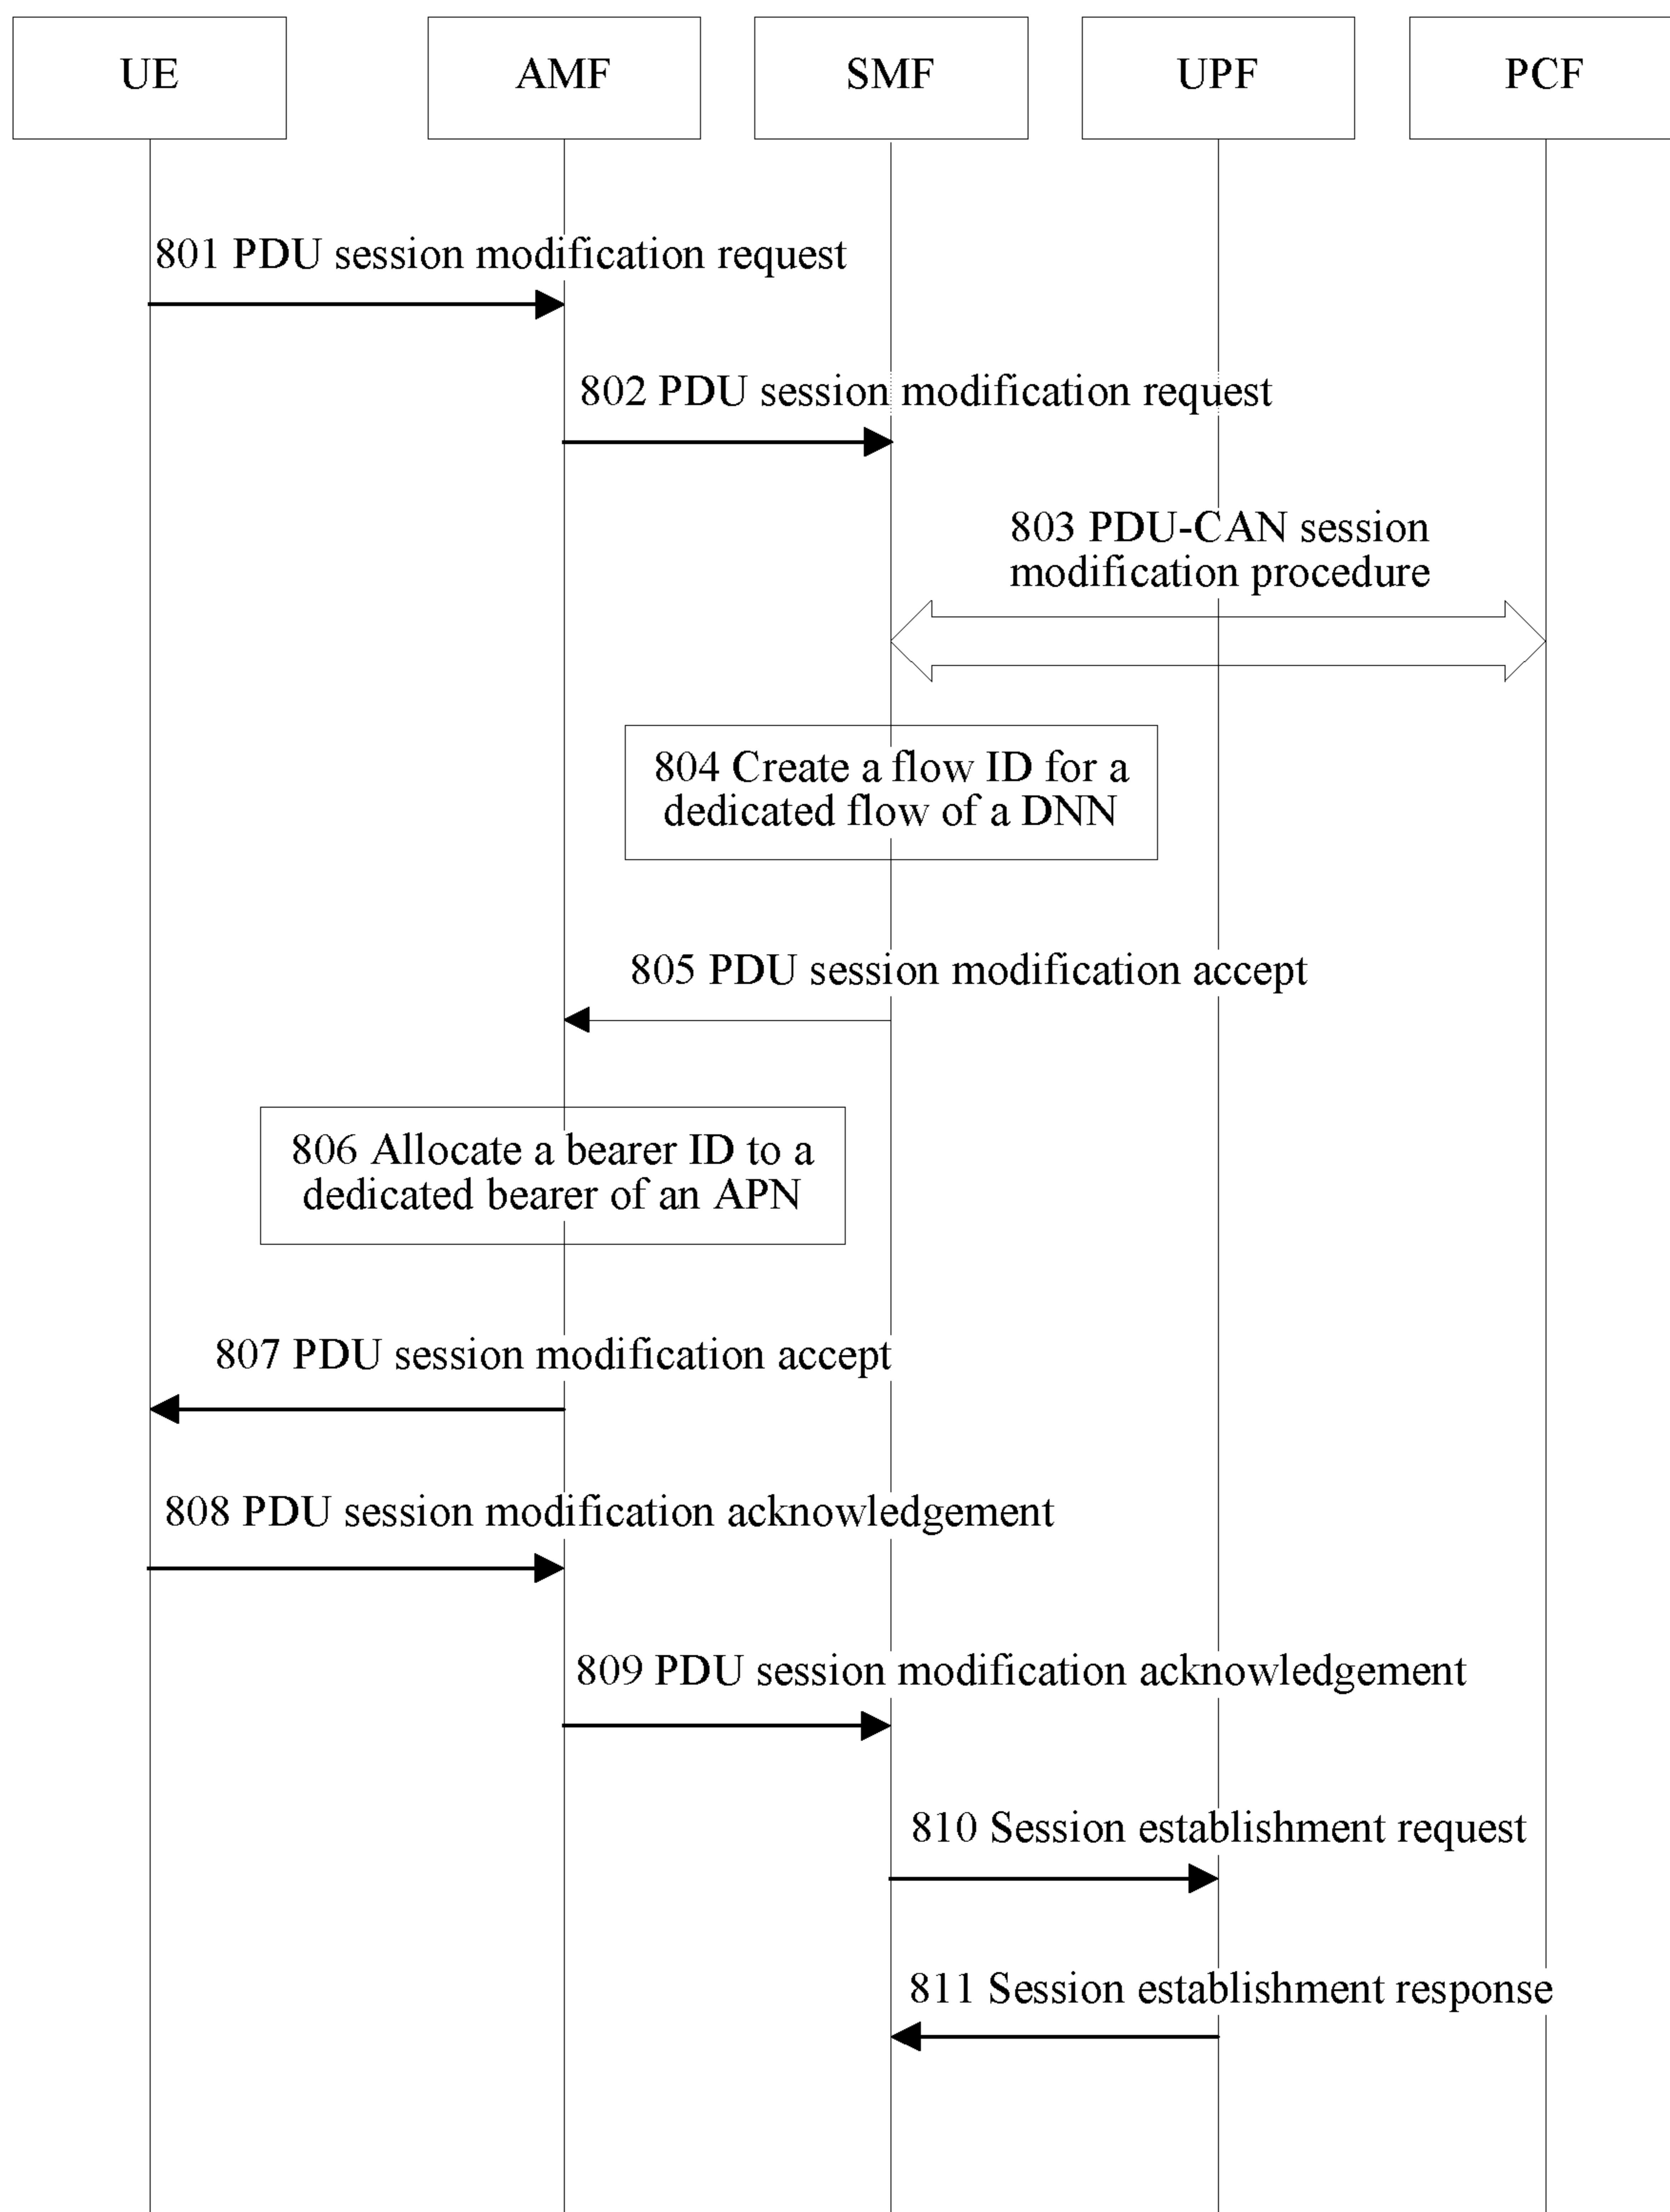 UE
AMF
SMF
UPF
PCF
801 PDU session modification request
802 PDU session modification request
803 PDU-CAN session
modification procedure
804 Create a flow ID for a
dedicated flow of a DNN
805 PDU session modification accept
806 Allocate a bearer ID to a
dedicated bearer of an APN
807 PDU session modification accept
808 PDU session modification acknowledgement
809 PDU session modification acknowledgement
810 Session establishment request
811 Session establishment response